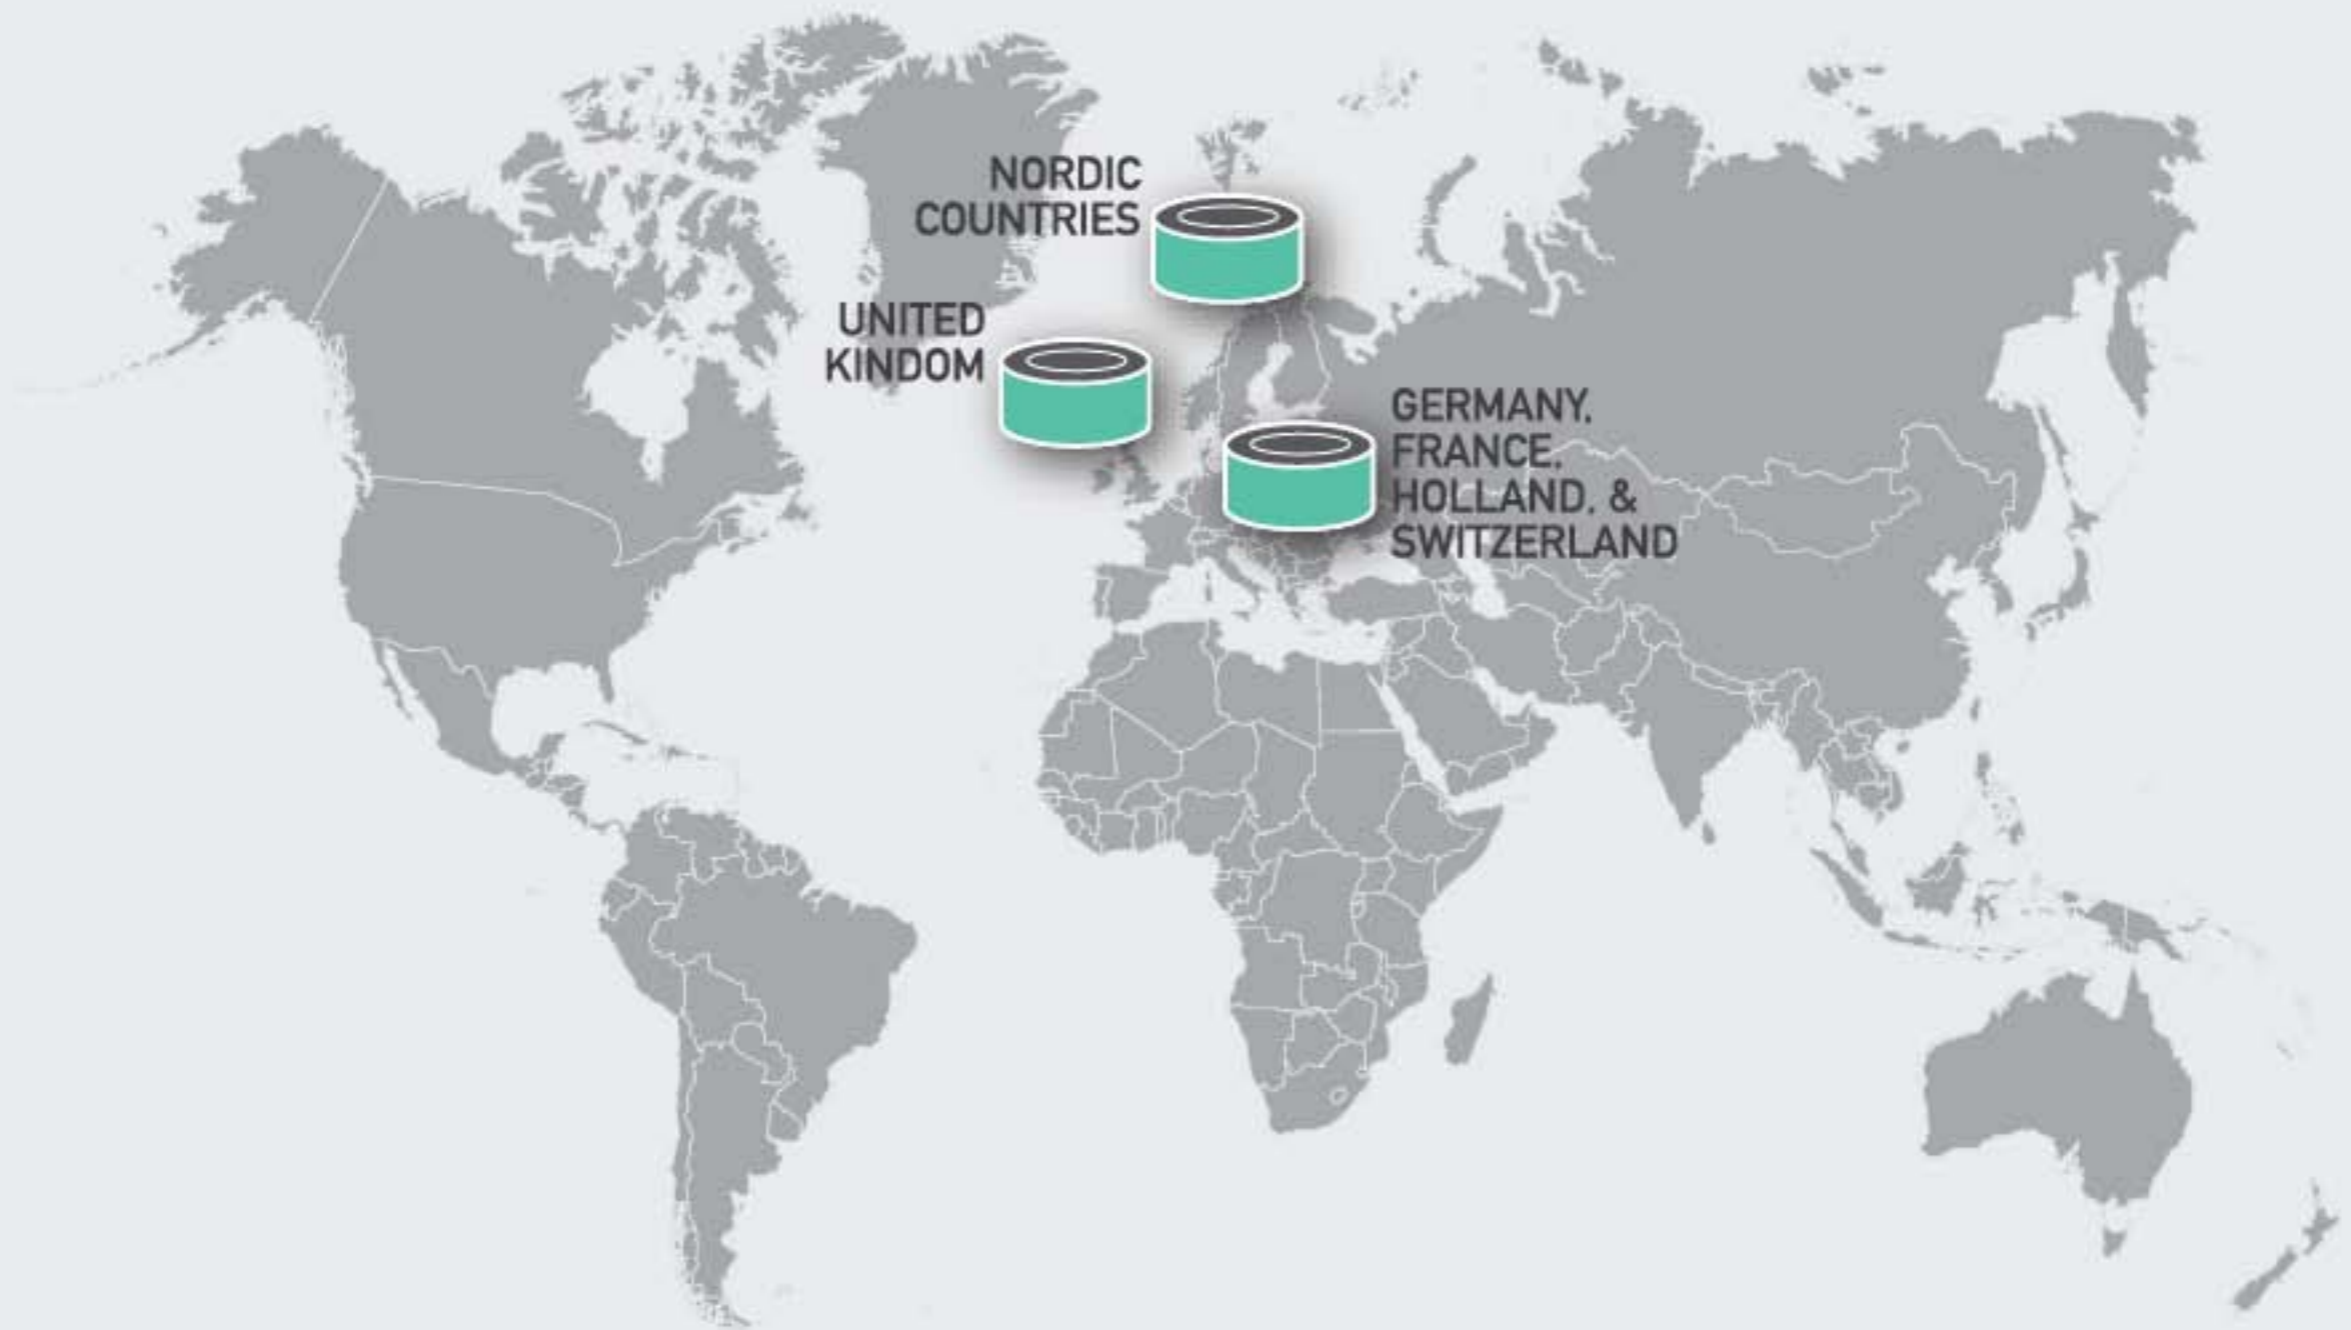 NORDIC
COUNTRIES
UNITED
KINDOM
GERMANY,
FRANCE,
HOLLAND, &
SWITZERLAND